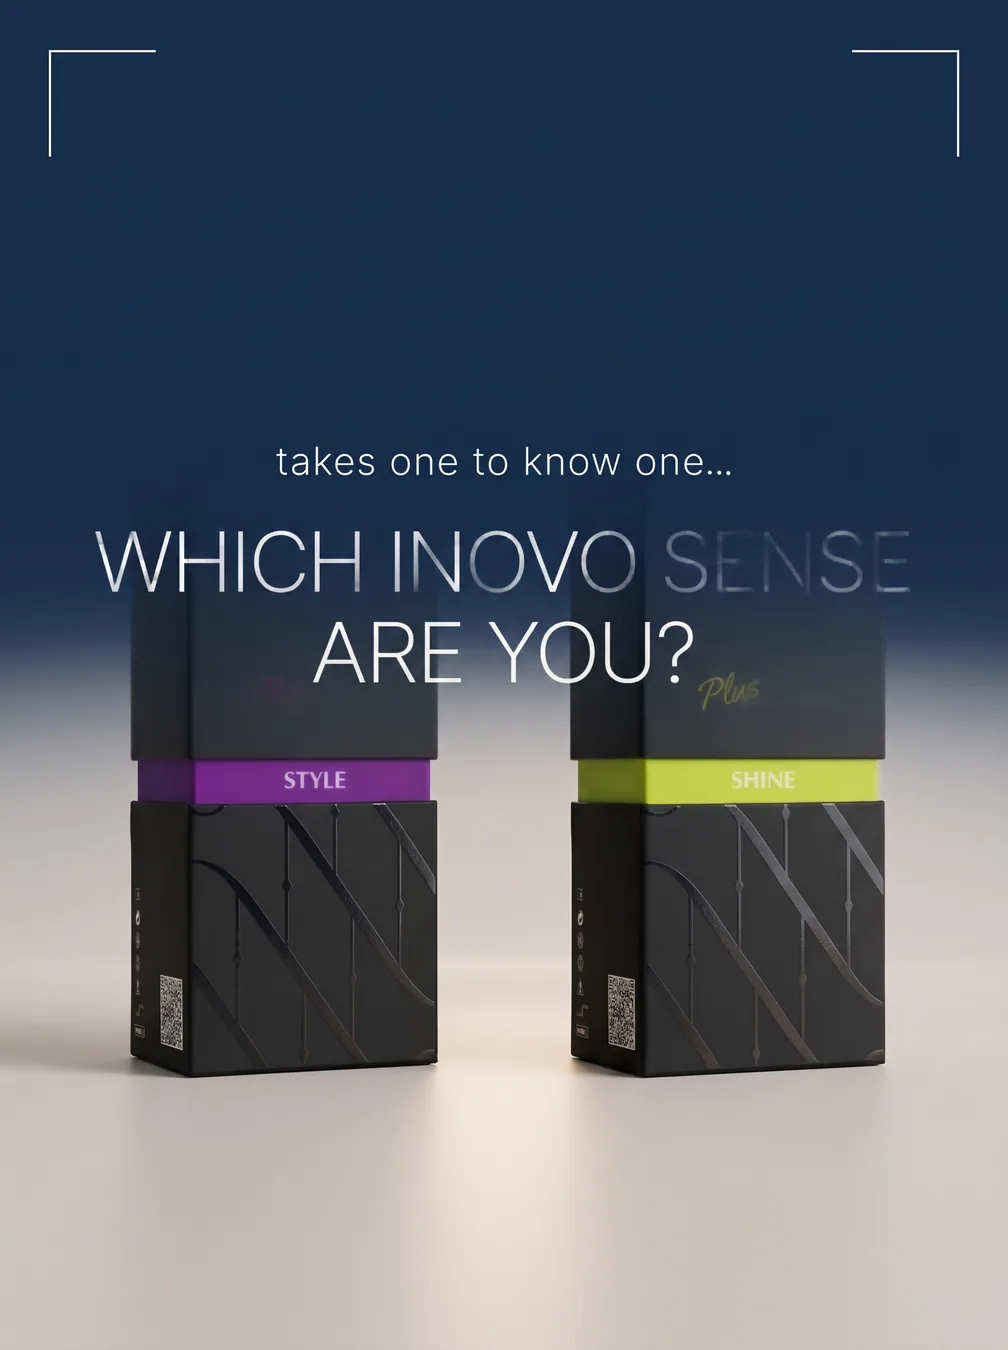 takes one to know one...
WHICH INOVO SENSE
ARE YOU?
Plus
STYLE
SHINE